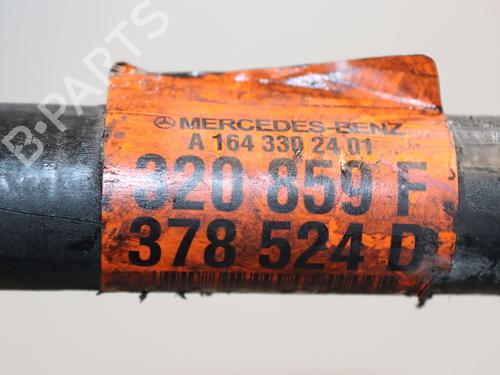 B-PARTS
MERCEDES-BENZ
A 164 330 24 01
320 859 F
378 524 D